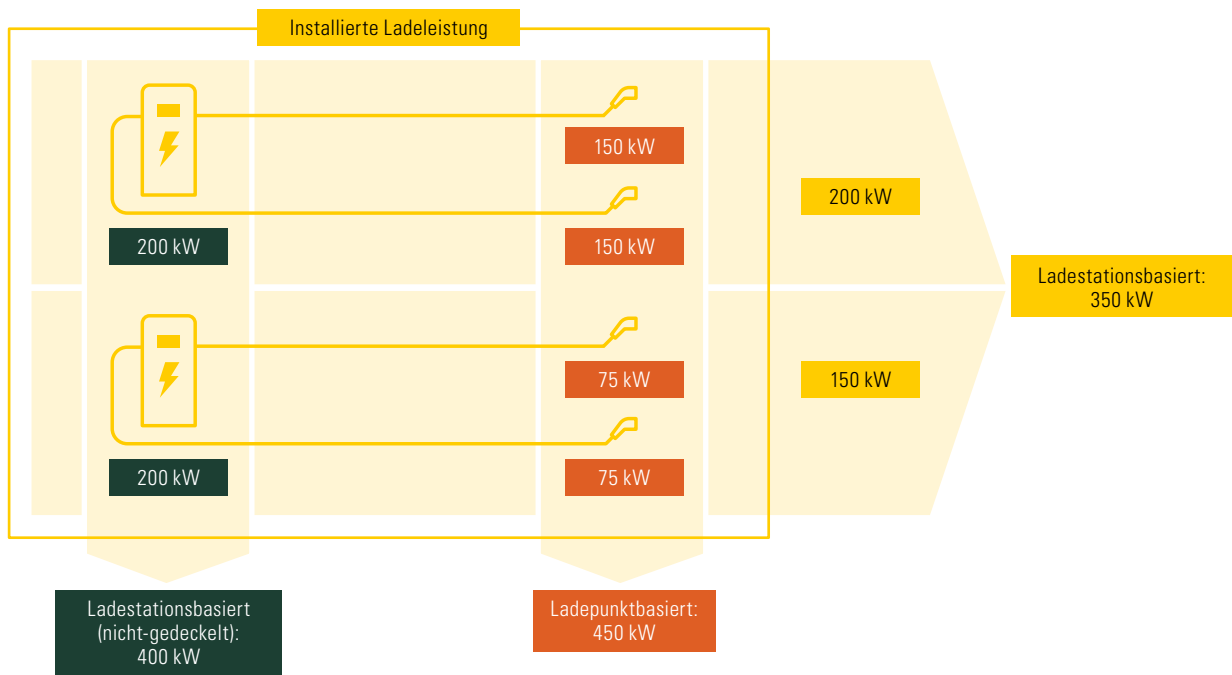 Installierte Ladeleistung
150 kW
200 kW
200 kW
150 kW
Ladestationsbasiert:
350 kW
75 kW
150 kW
200 kW
75 kW
Ladestationsbasiert
(nicht-gedeckelt):
400 kW
Ladepunktbasiert:
450 kW